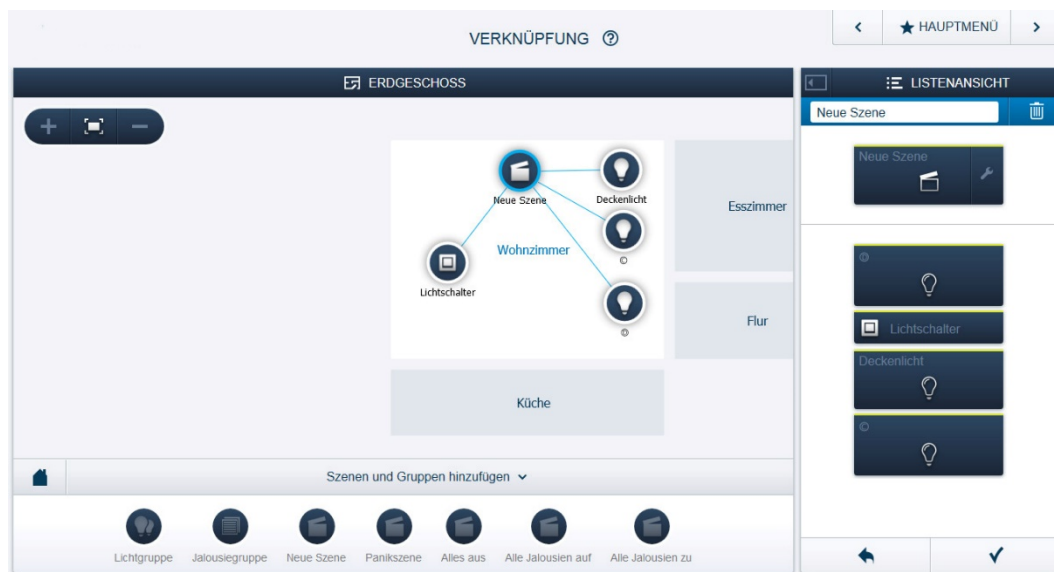 VERKNÜPFUNG ?
HAUPTMENÜ
ERDGESCHOSS
LISTENANSICHT
Neue Szene
Neue Szene
Neue Szene
Deckenlicht
Esszimmer
Wohnzimmer
©
Lichtschalter
©
Flur
Küche
©
Lichtschalter
Deckenlicht
©
Szenen und Gruppen hinzufügen
Lichtgruppe Jalousiegruppe Neue Szene Panikszene Alles aus Alle Jalousien auf Alle Jalousien zu